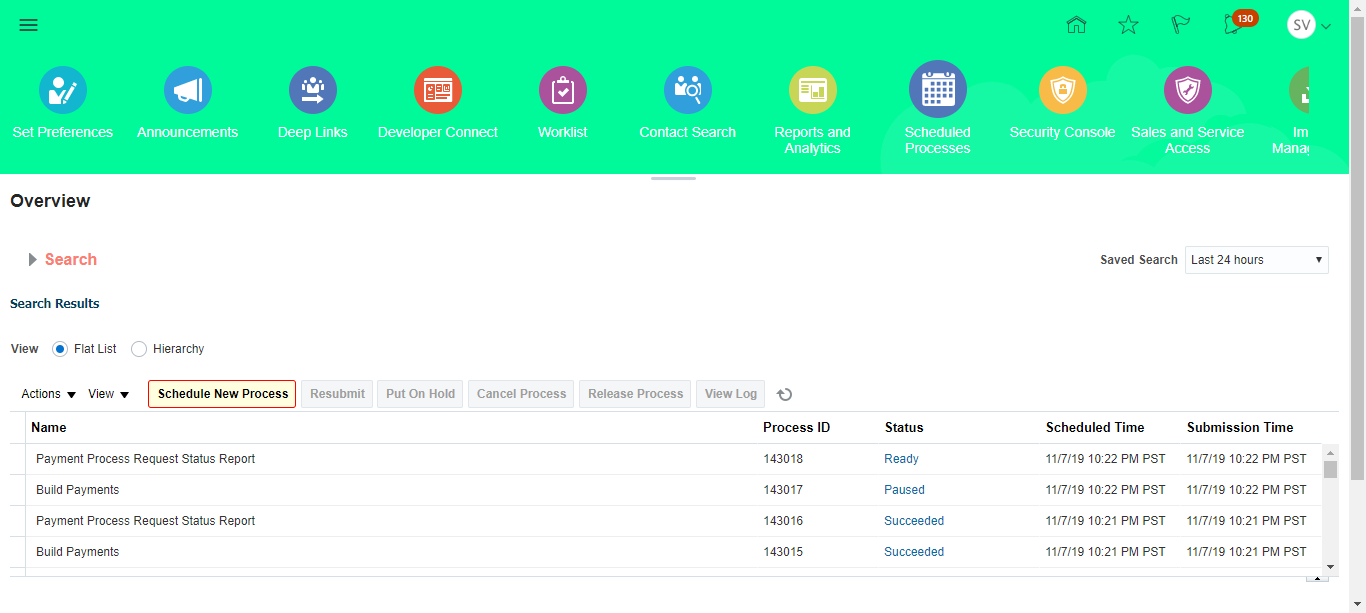 130
SV
Set Preferences
Announcements
Deep Links
Developer Connect
Worklist
Contact Search
Reports and
Analytics
Scheduled
Processes
Security Console
Sales and Service
Access
Im
Manag
Overview
Search
Saved Search Last 24 hours
Search Results
View Flat List Hierarchy
Actions View Schedule New Process Resubmit Put On Hold Cancel Process Release Process View Log
Name Process ID Status Scheduled Time Submission Time
Payment Process Request Status Report 143018 Ready 11/7/19 10:22 PM PST 11/7/19 10:22 PM PST
Build Payments 143017 Paused 11/7/19 10:22 PM PST 11/7/19 10:22 PM PST
Payment Process Request Status Report 143016 Succeeded 11/7/19 10:21 PM PST 11/7/19 10:21 PM PST
Build Payments 143015 Succeeded 11/7/19 10:21 PM PST 11/7/19 10:21 PM PST